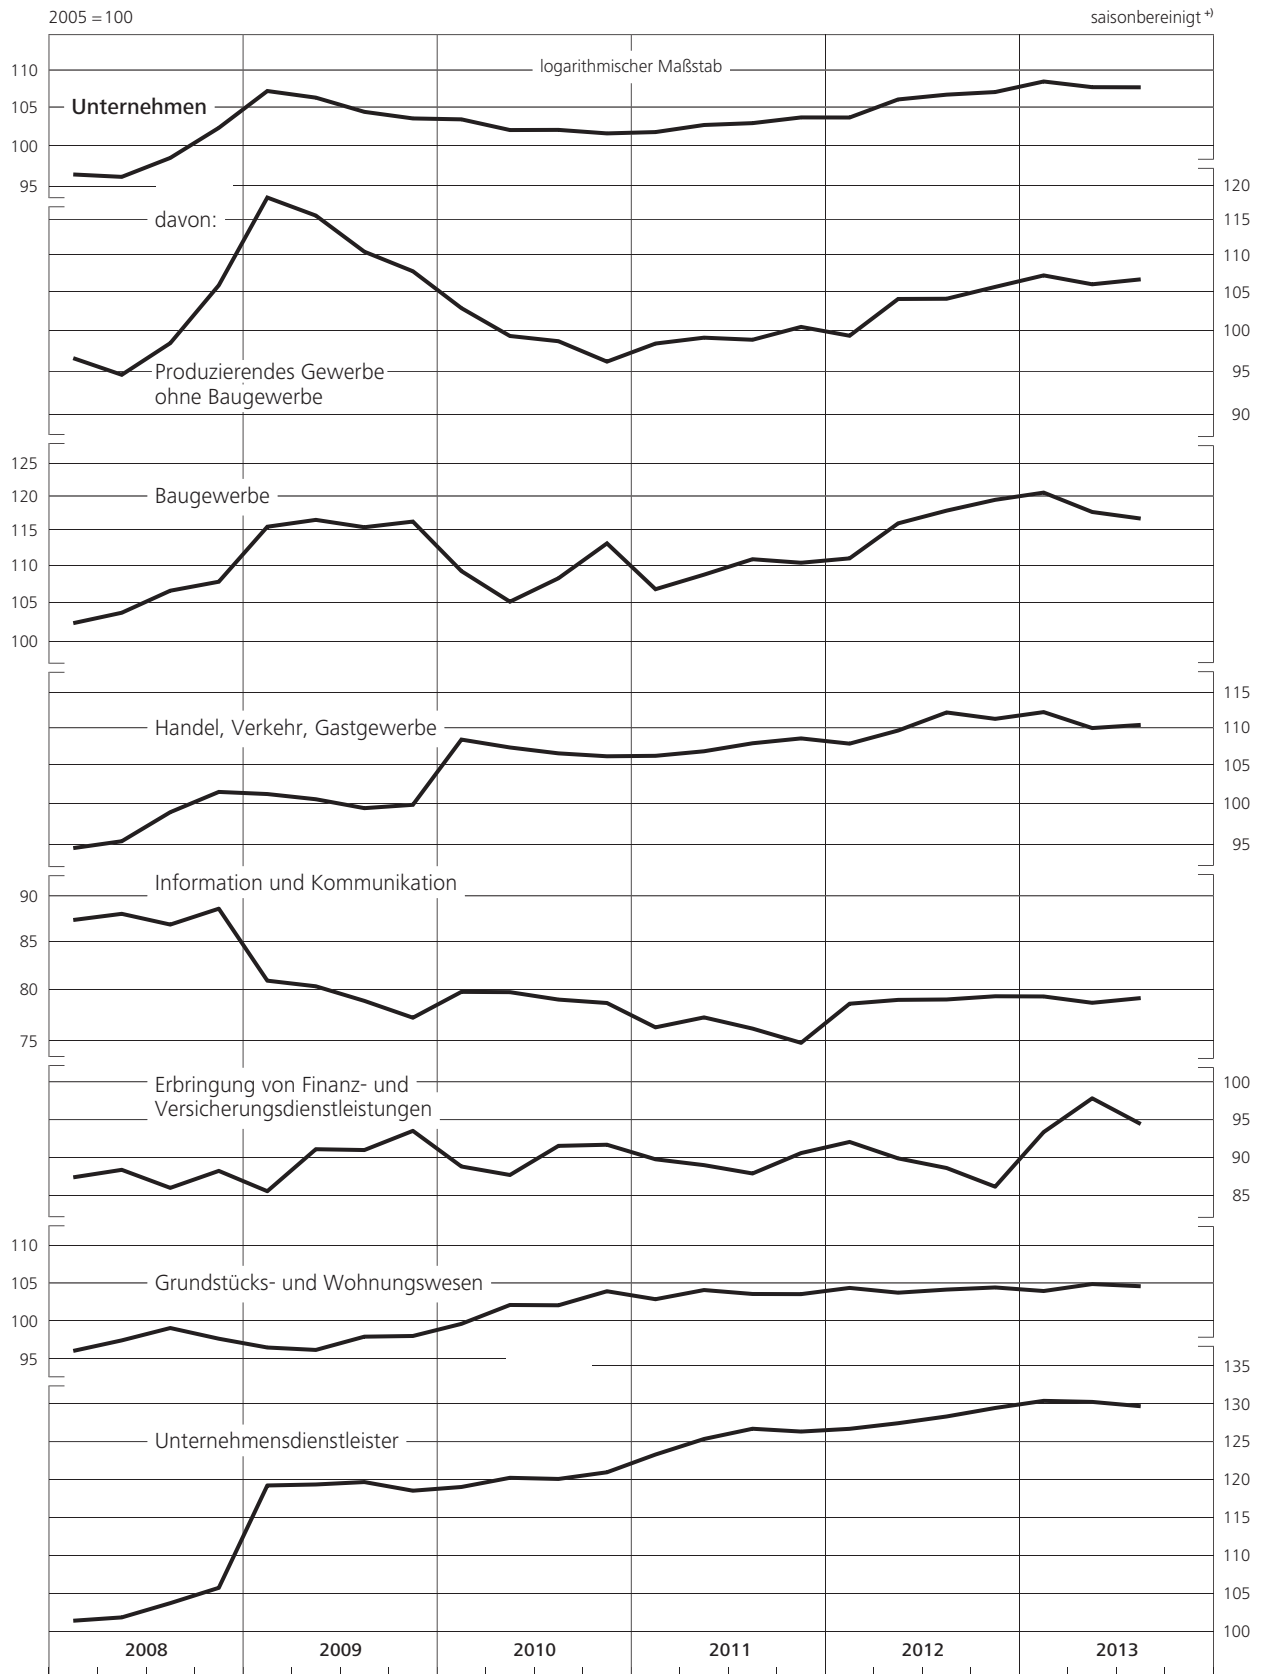 2005 = 100
saisonbereinigt +)
logarithmischer Maßstab
110
Unternehmen
105
100
95
120
davon:
115
110
105
100
Produzierendes Gewerbe
95
ohne Baugewerbe
90
125
Baugewerbe
120
115
110
105
100
115
Handel, Verkehr, Gastgewerbe
110
105
100
95
Information und Kommunikation
90
85
80
75
Erbringung von Finanz- und
100
Versicherungsdienstleistungen
95
90
85
110
Grundstücks- und Wohnungswesen
105
100
95
135
130
Unternehmensdienstleister
125
120
115
110
105
100
2008 2009 2010 2011 2012 2013